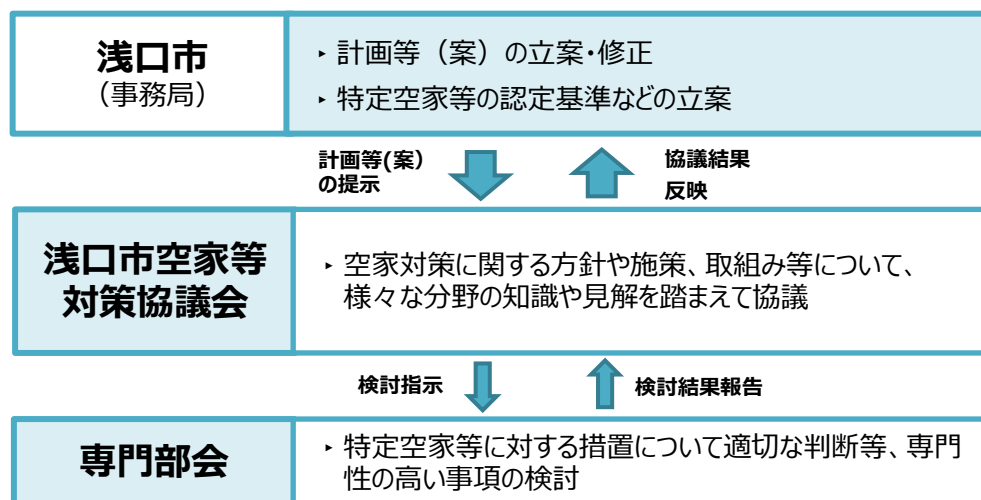 浅口市
（事務局）
‣ 計画等（案）の立案・修正
‣ 特定空家等の認定基準などの立案
計画等(案)
の提示
協議結果
反映
浅口市空家等
対策協議会
‣ 空家対策に関する方針や施策、取組み等について、
様々な分野の知識や見解を踏まえて協議
検討指示
検討結果報告
専門部会
‣ 特定空家等に対する措置について適切な判断等、専門
性の高い事項の検討